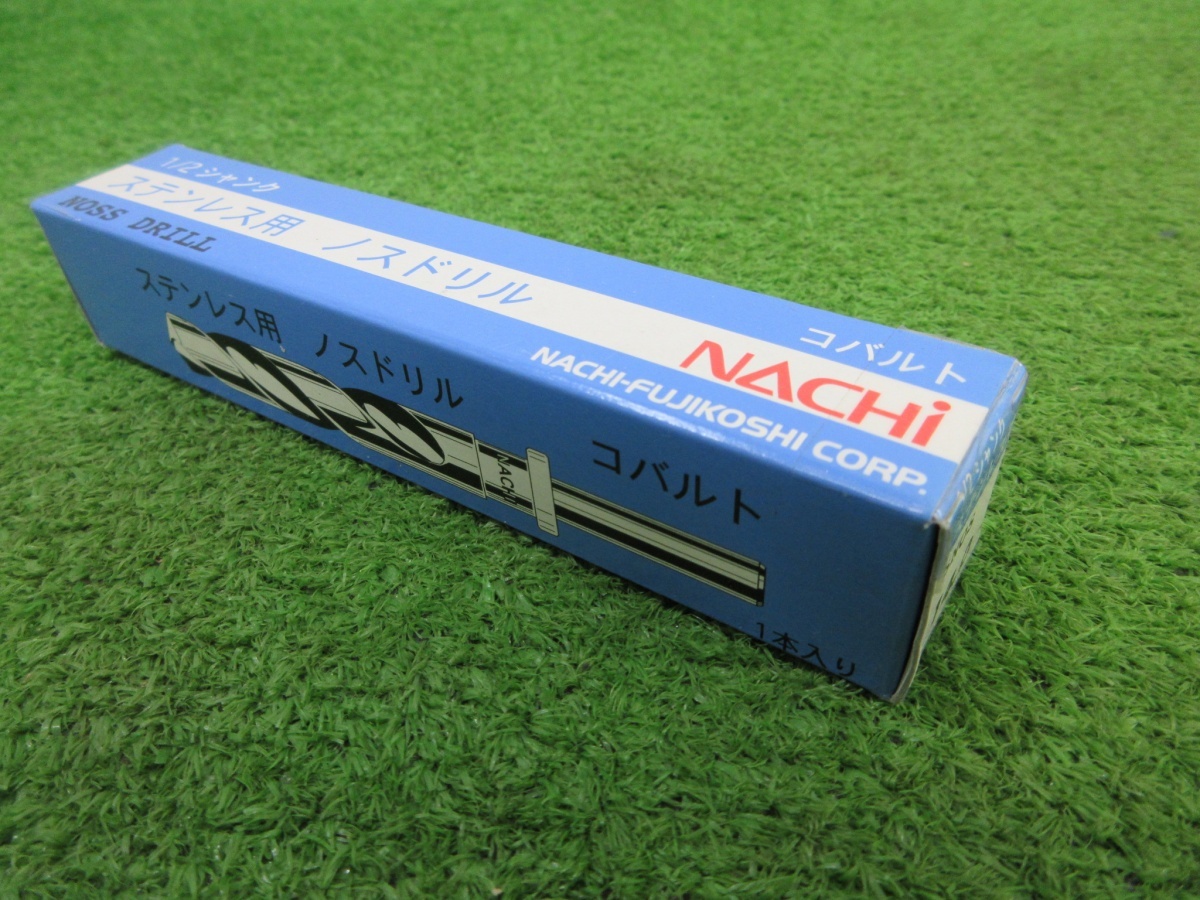 1/2シャンク
ステンレス用 ノスドリル
コバルト
NACHi
NACHI-FUJIKOSHI CORP.
NOSS DRILL
ステンレス用 ノスドリル
コバルト
NACHI
1本入り